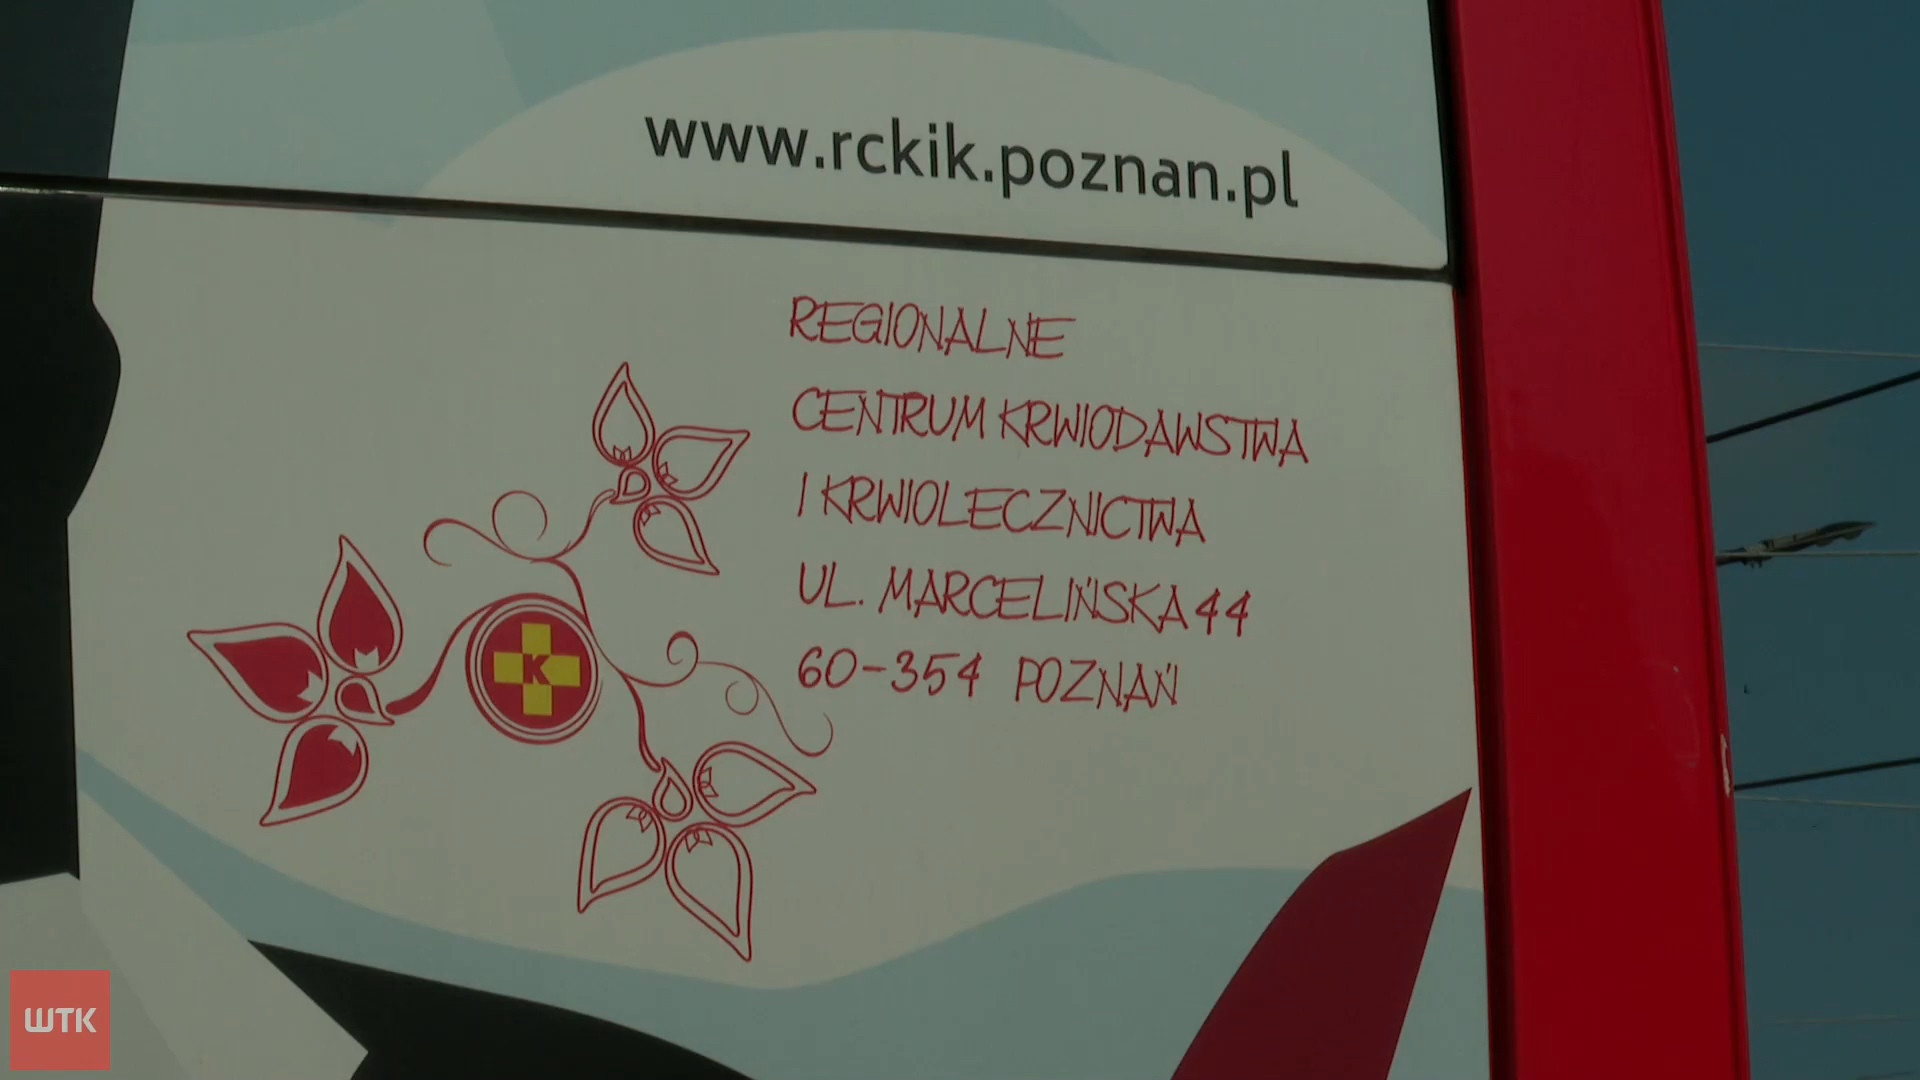 www.rckik.poznan.pl
REGIONALNE
CENTRUM KRWIODAWSTWA
I KRWIOLECZNICTWA
UL. MARCELIŃSKA 44
60-354 POZNAŃ
K
WTK